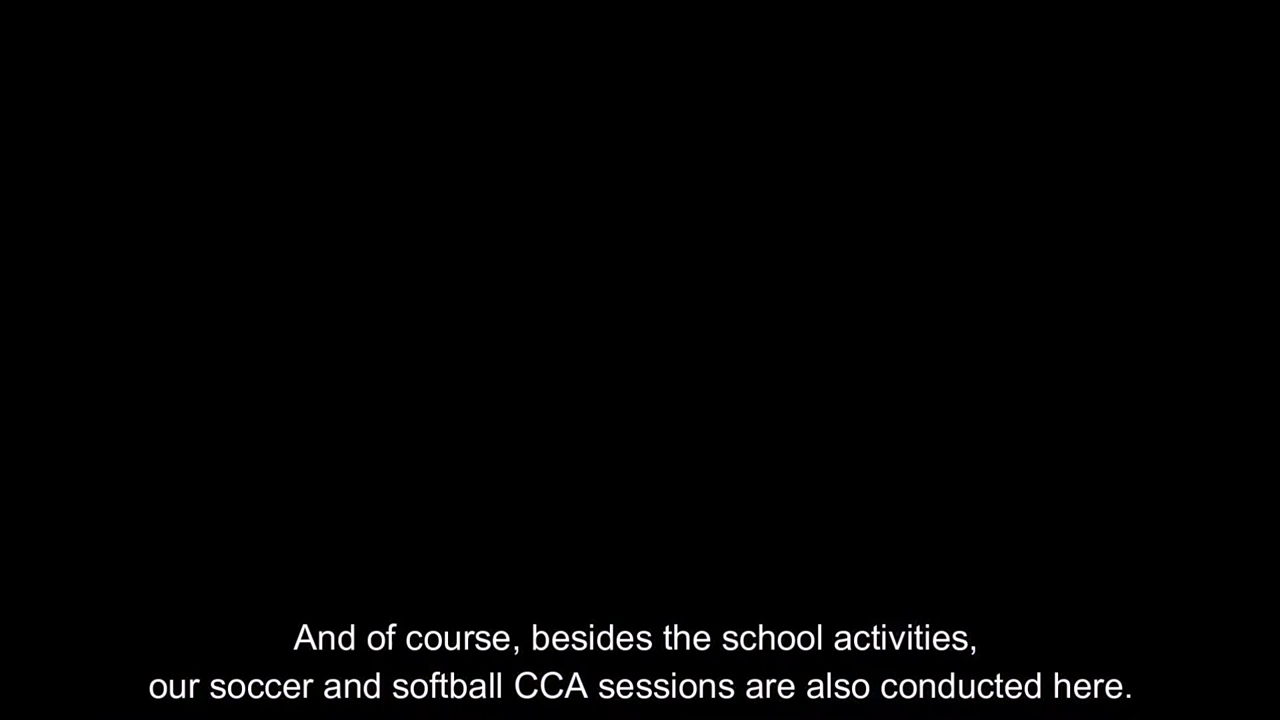 And of course, besides the school activities,
our soccer and softball CCA sessions are also conducted here.